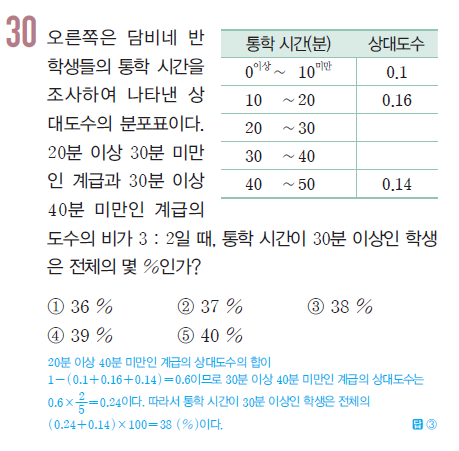 30 오른쪽은 담비네 반
학생들의 통학 시간을
조사하여 나타낸 상
대도수의 분포표이다.
20분 이상 30분 미만
인 계급과 30분 이상
40분 미만인 계급의
도수의 비가 3 : 2일 때, 통학 시간이 30분 이상인 학생
은 전체의 몇 %인가?
통학 시간(분) 상대도수
0이상 ~ 10미만 0.1
10 ~ 20 0.16
20 ~ 30
30 ~ 40
40 ~ 50 0.14
① 36 % ② 37 % ③ 38 %
④ 39 % ⑤ 40 %
20분 이상 40분 미만인 계급의 상대도수의 합이
1-(0.1+0.16+0.14)=0.6이므로 30분 이상 40분 미만인 계급의 상대도수는
0.6×2/5=0.24이다. 따라서 통학 시간이 30분 이상인 학생은 전체의
(0.24+0.14)×100=38 (%)이다. 답 ③